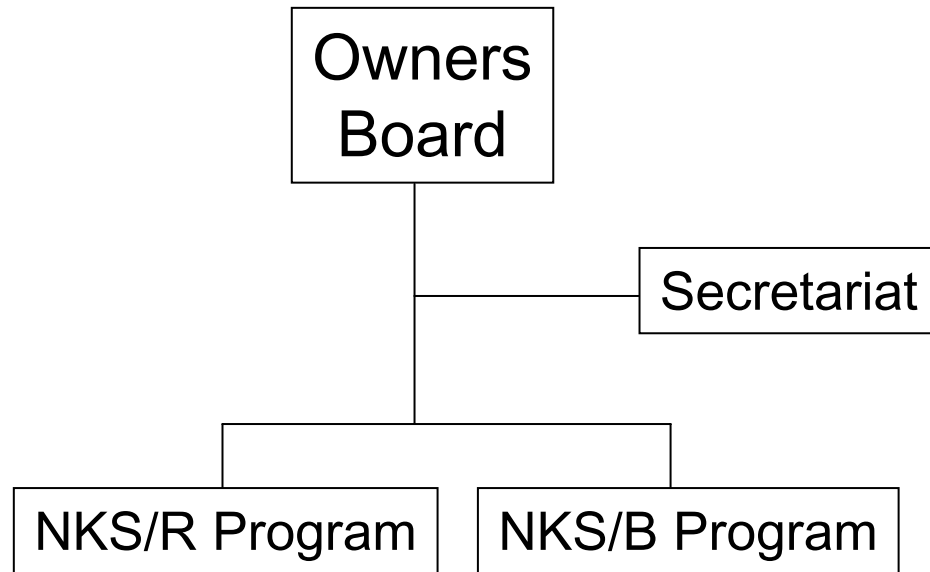 Owners
Board
Secretariat
NKS/R Program
NKS/B Program